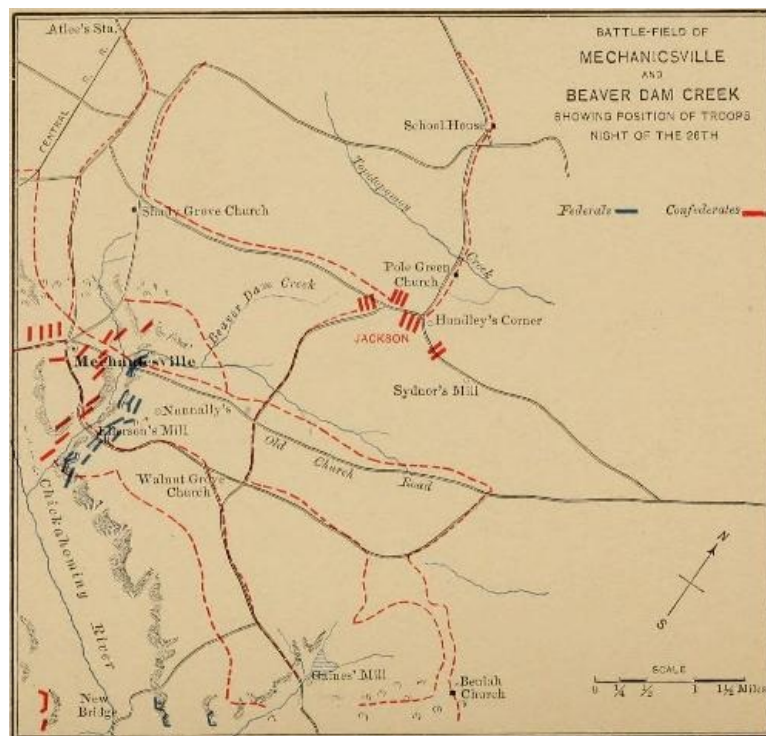 Atlee's Sta.
CENTRAL R. R.
BATTLE-FIELD OF
MECHANICSVILLE
AND
BEAVER DAM CREEK
SHOWING POSITION OF TROOPS
NIGHT OF THE 26TH
Federals
Confederates
School House
Totopotomoy
Creek
Shady Grove Church
Pole Green
Church
Beaver Dam Creek
Hundley's Corner
JACKSON
Mechanicsville
Sydnor's Mill
Nunnally's
Ellerson's Mill
Old Church Road
Walnut Grove
Church
Chickahominy
River
N
S
Gaines' Mill
Beulah
Church
New
Bridge
SCALE
0 ¼ ½ 1 1½ Miles